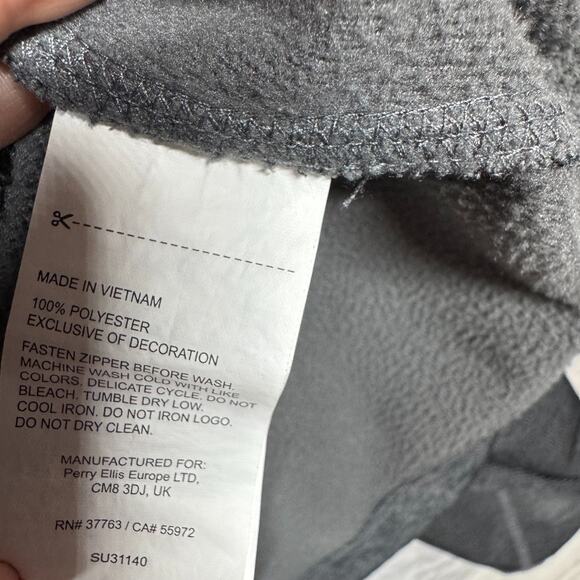 MADE IN VIETNAM
100% POLYESTER
EXCLUSIVE OF DECORATION
FASTEN ZIPPER BEFORE WASH.
MACHINE WASH COLD WITH LIKE
COLORS. DELICATE CYCLE. DO NOT
BLEACH. TUMBLE DRY LOW.
COOL IRON. DO NOT IRON LOGO.
DO NOT DRY CLEAN.
MANUFACTURED FOR:
Perry Ellis Europe LTD,
CM8 3DJ, UK
RN# 37763 / CA# 55972
SU31140